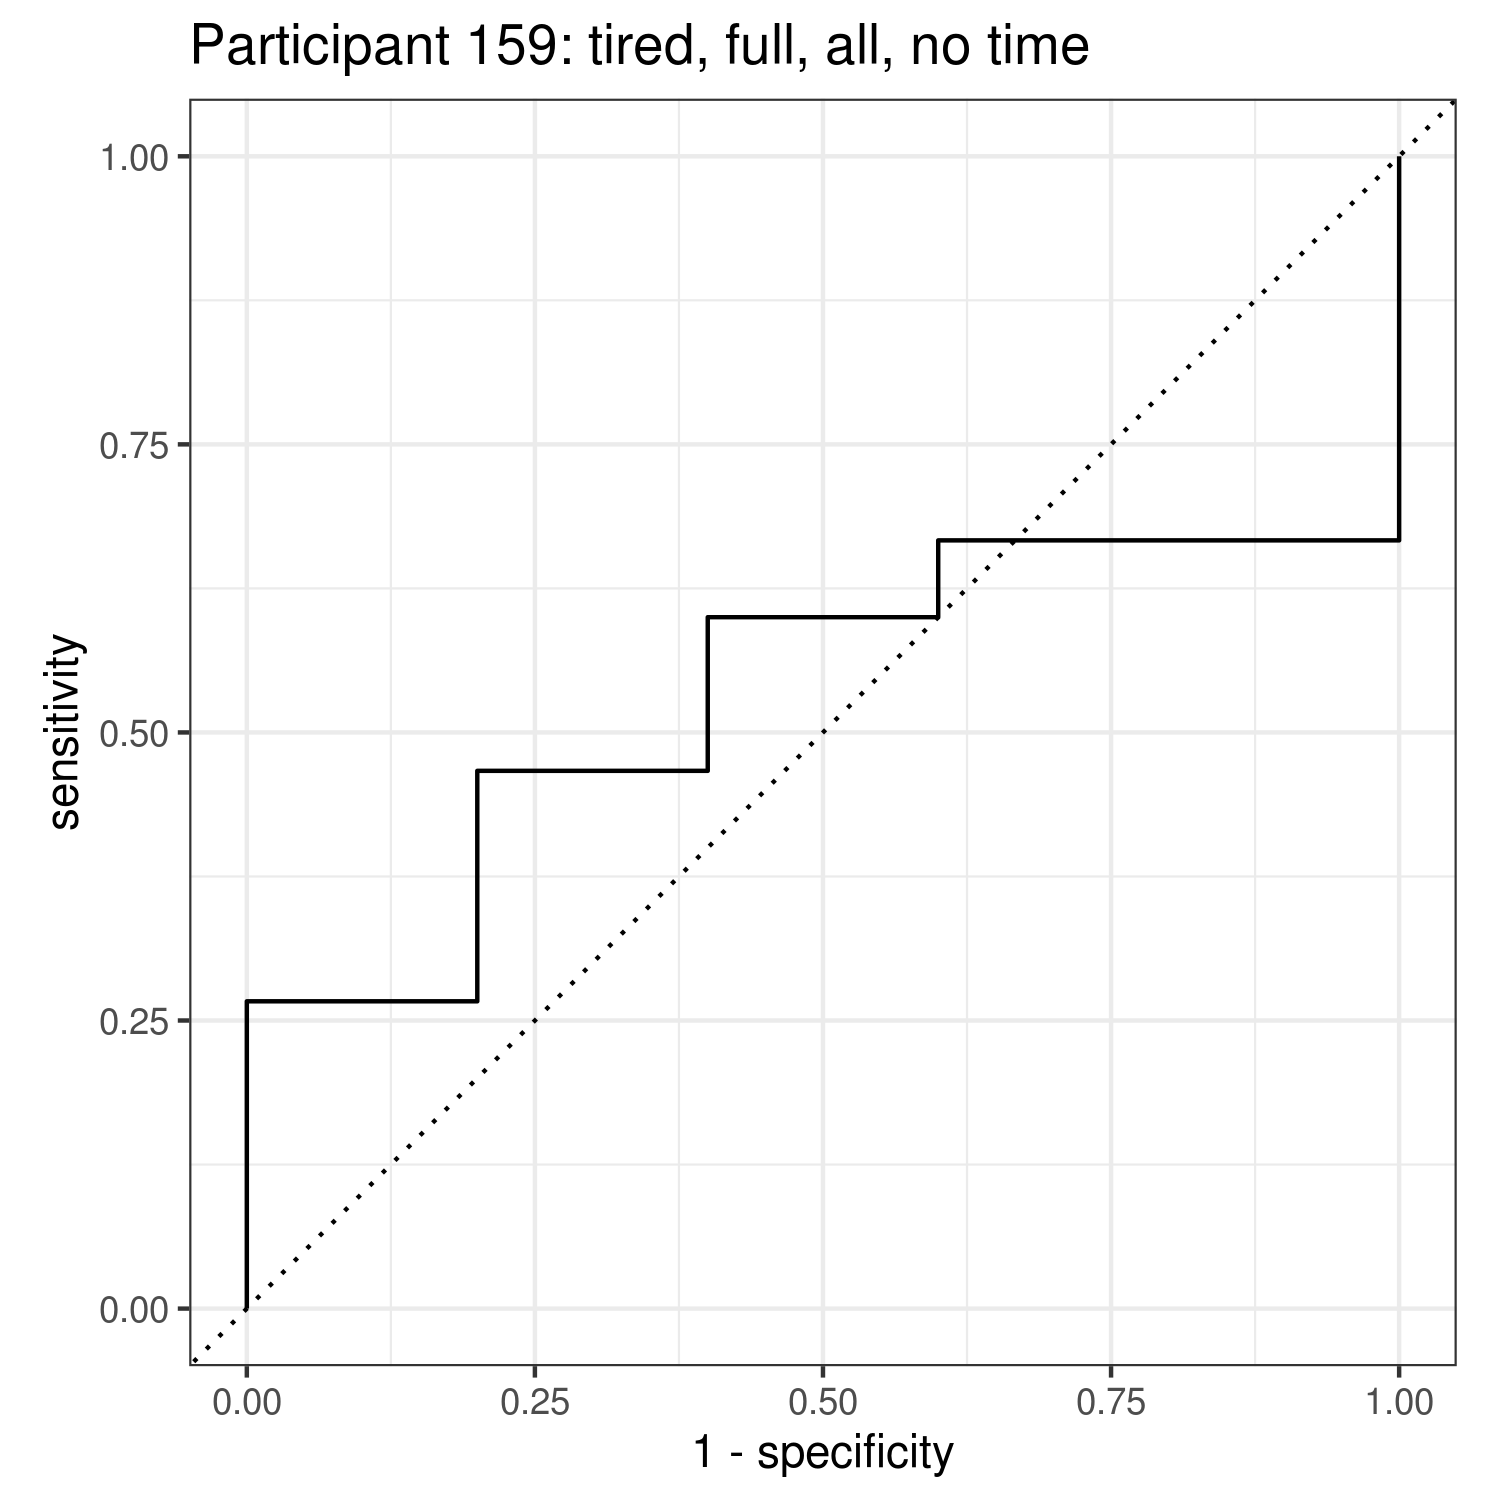 Participant 159: tired, full, all, no time
1.00
0.75
0.50
0.25
0.00
sensitivity
0.00 0.25 0.50 0.75 1.00
1 - specificity